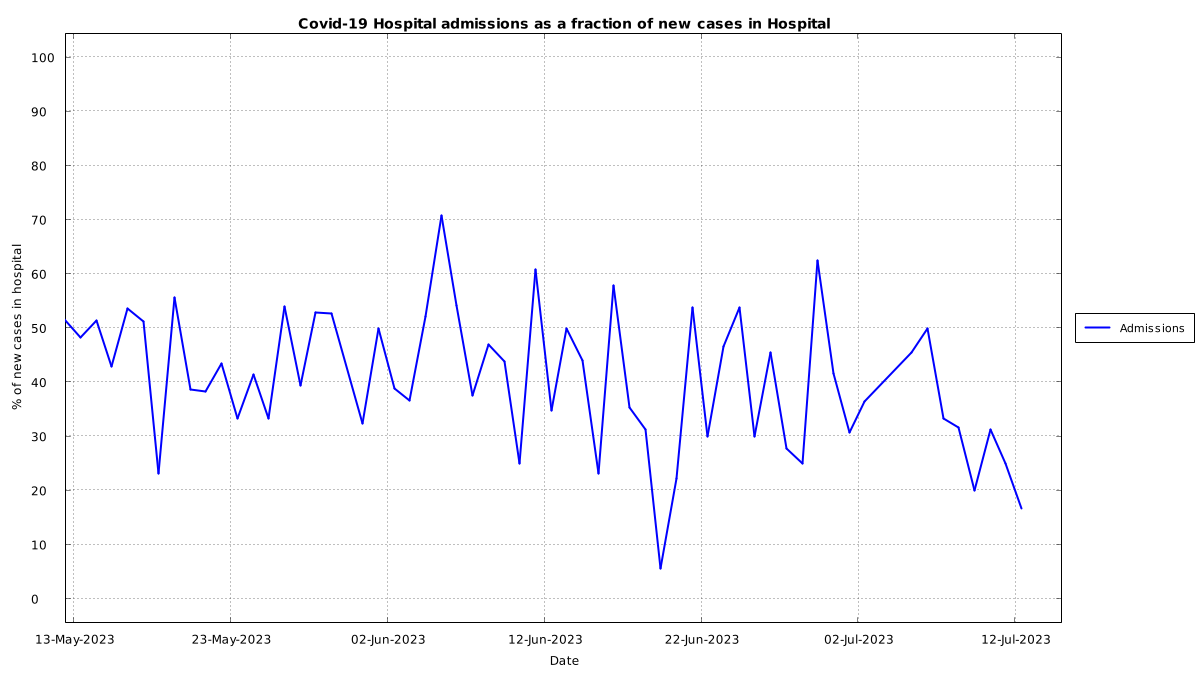 Covid-19 Hospital admissions as a fraction of new cases in Hospital
100
90
80
70
60
50
40
30
20
10
0
% of new cases in hospital
13-May-2023
23-May-2023
02-Jun-2023
12-Jun-2023
22-Jun-2023
02-Jul-2023
12-Jul-2023
Date
Admissions